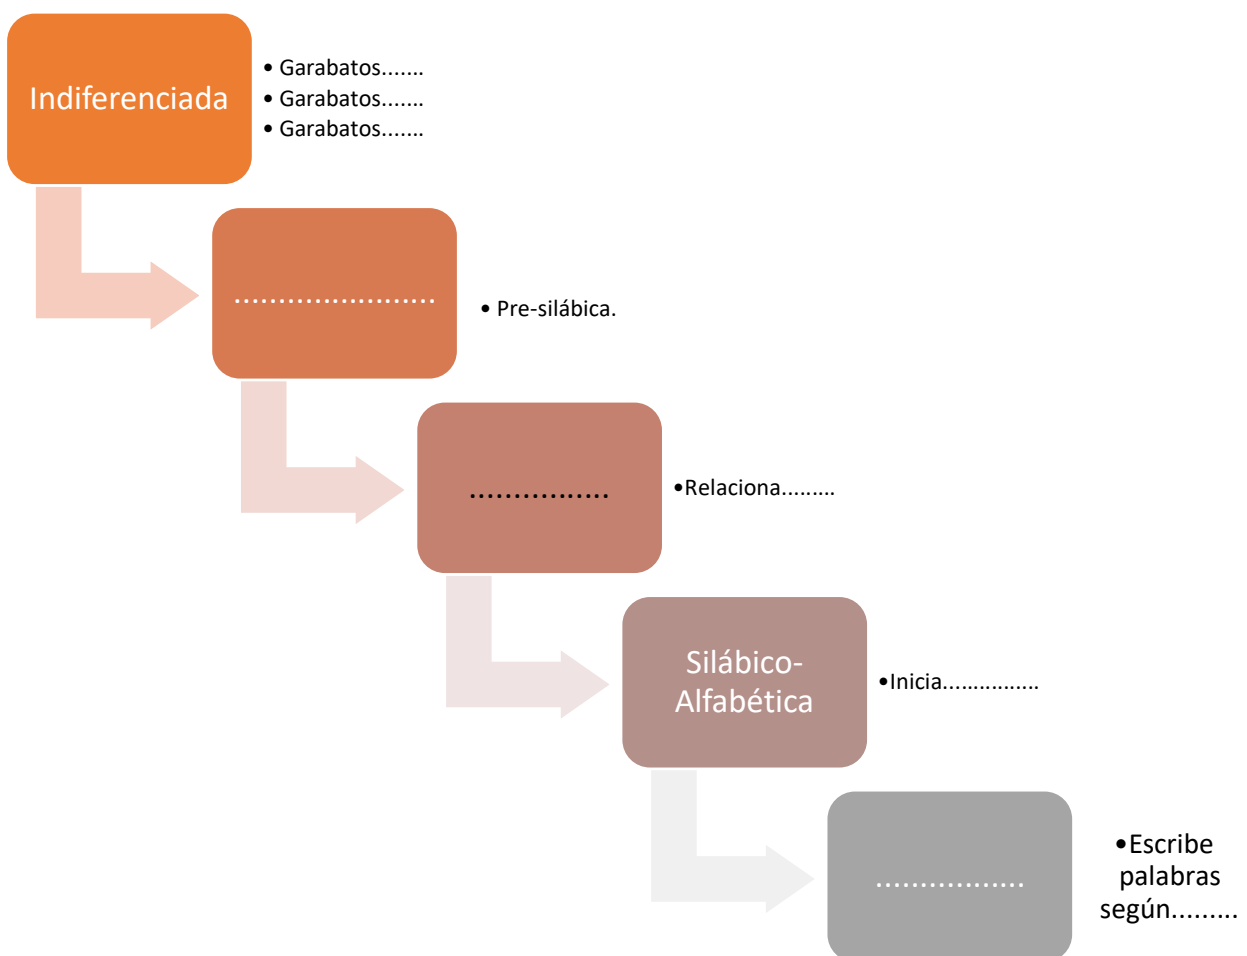 Indiferenciada
• Garabatos.......
• Garabatos.......
• Garabatos.......
.......................
• Pre-silábica.
................
•Relaciona.........
Silábico-
Alfabética
•Inicia................
.................
•Escribe
palabras
según.........